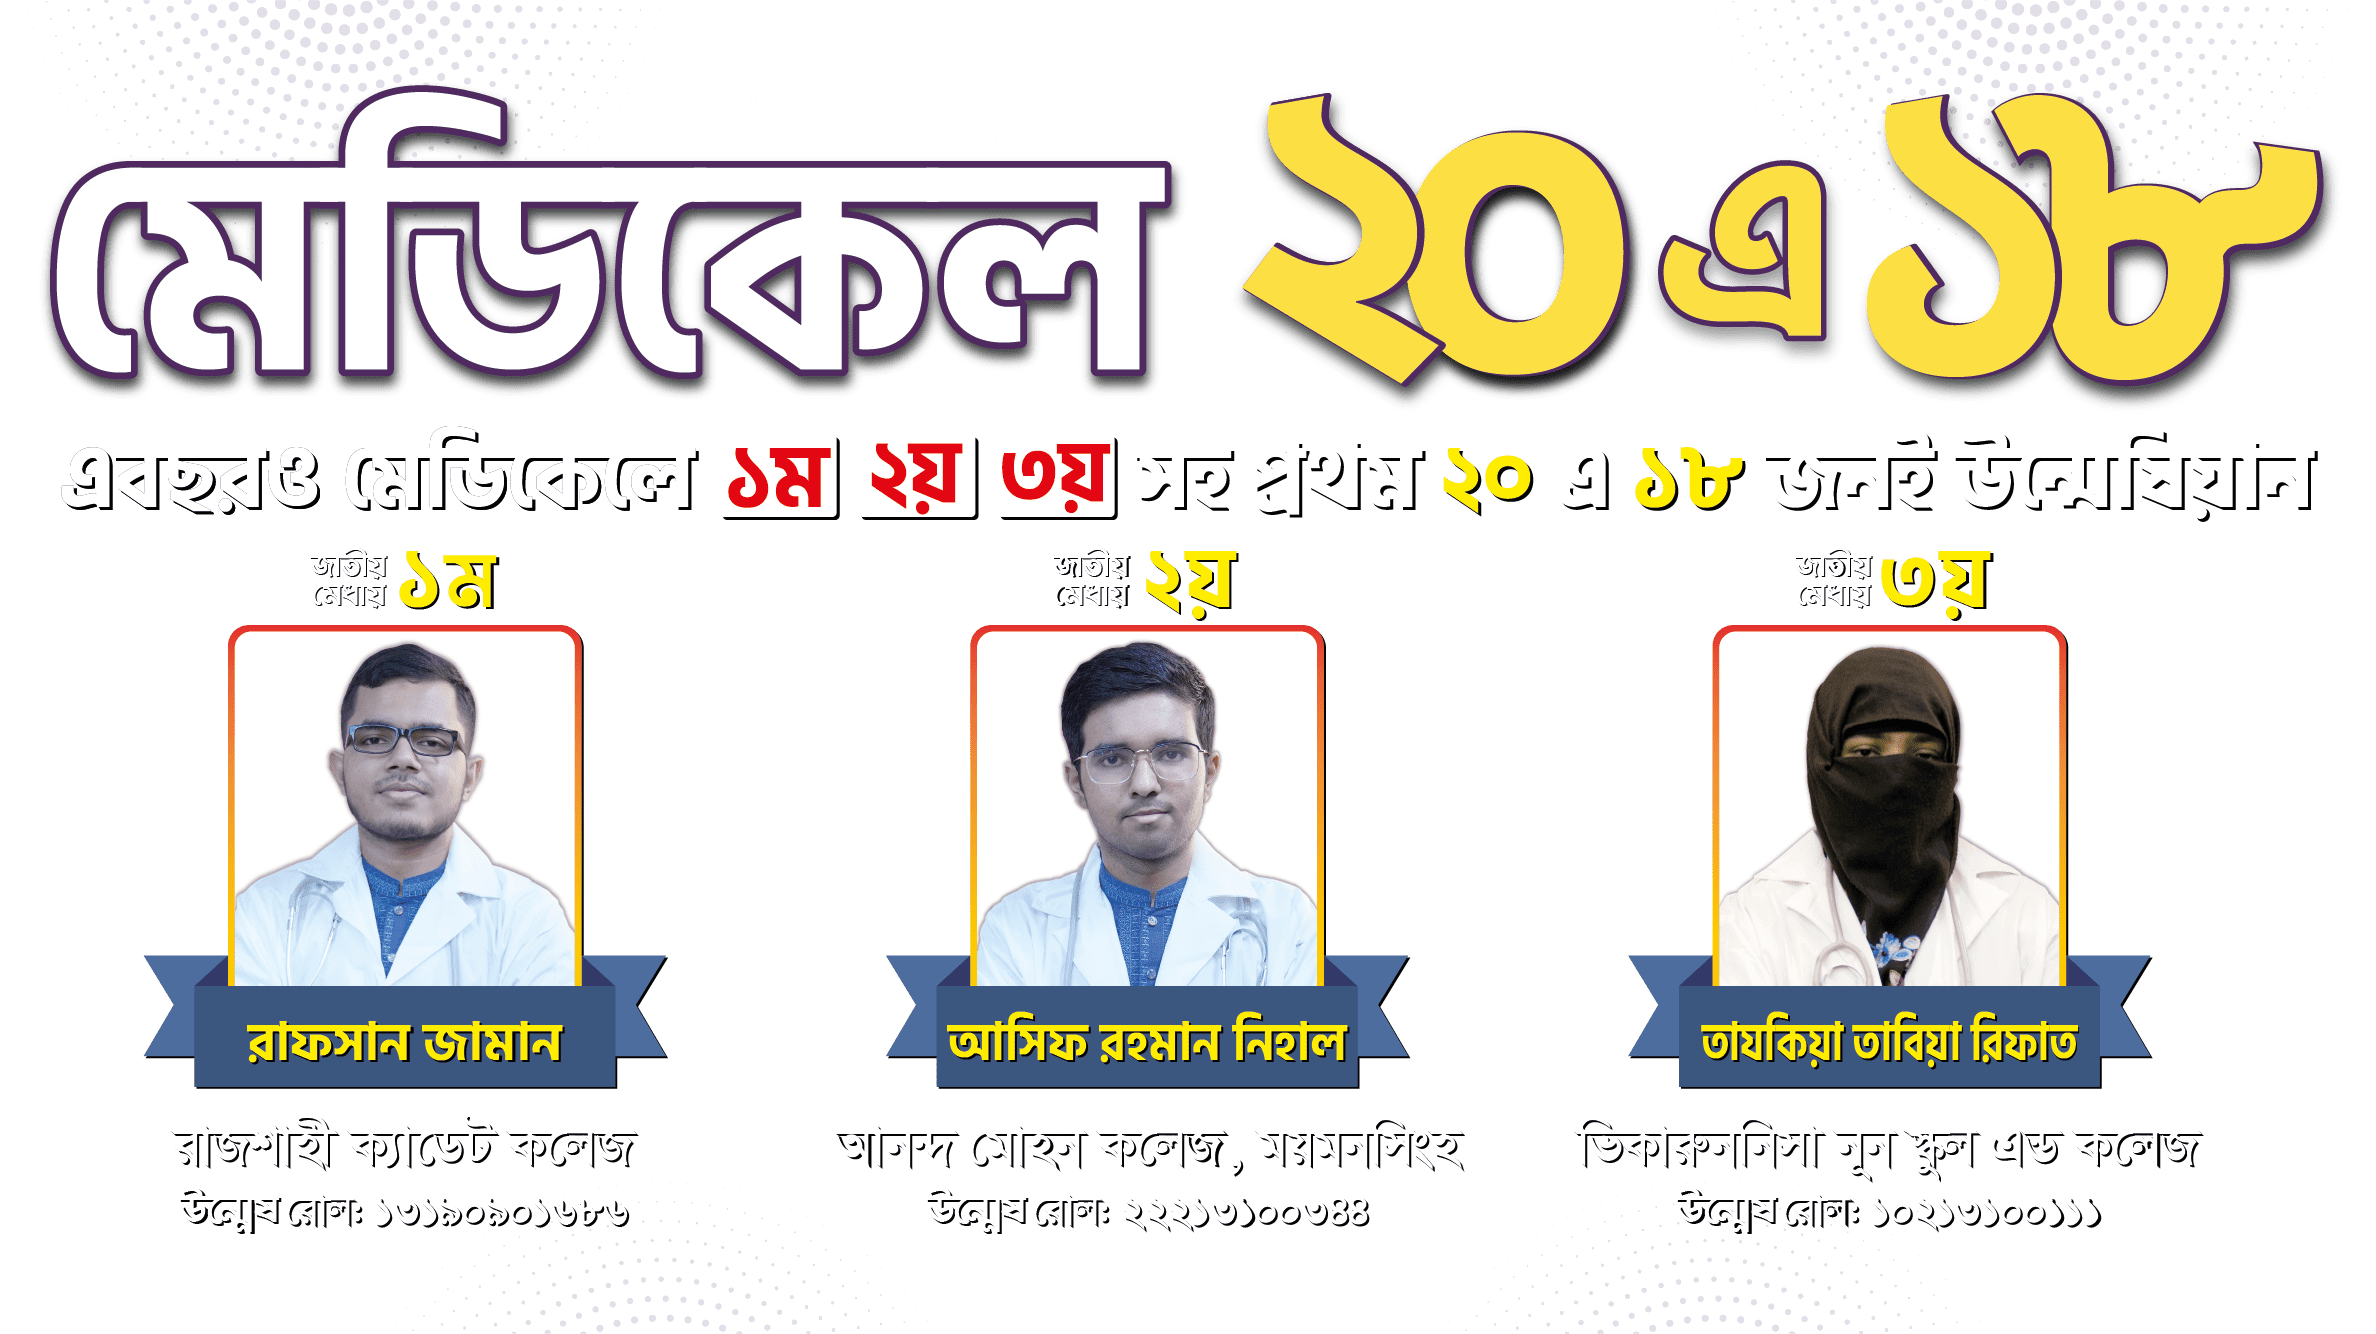 মেডিকেল ২০ এ ১৮
এবছরও মেডিকেলে ১ম ২য় ৩য় সহ প্রথম ২০ এ ১৮ জনই উন্মেষিয়ান
জাতীয় মেধায় ১ম
রাফসান জামান
রাজশাহী ক্যাডেট কলেজ
উন্মেষ রোল: ১৩১৯০৯০১৬৮৬
জাতীয় মেধায় ২য়
আসিফ রহমান নিহাল
আনন্দ মোহন কলেজ, ময়মনসিংহ
উন্মেষ রোল: ২২২১৩১০০৩৪৪
জাতীয় মেধায় ৩য়
তাযকিয়া তাবিয়া রিফাত
ভিকারুননিসা নূন স্কুল এন্ড কলেজ
উন্মেষ রোল: ১০২১৩১০০১১১